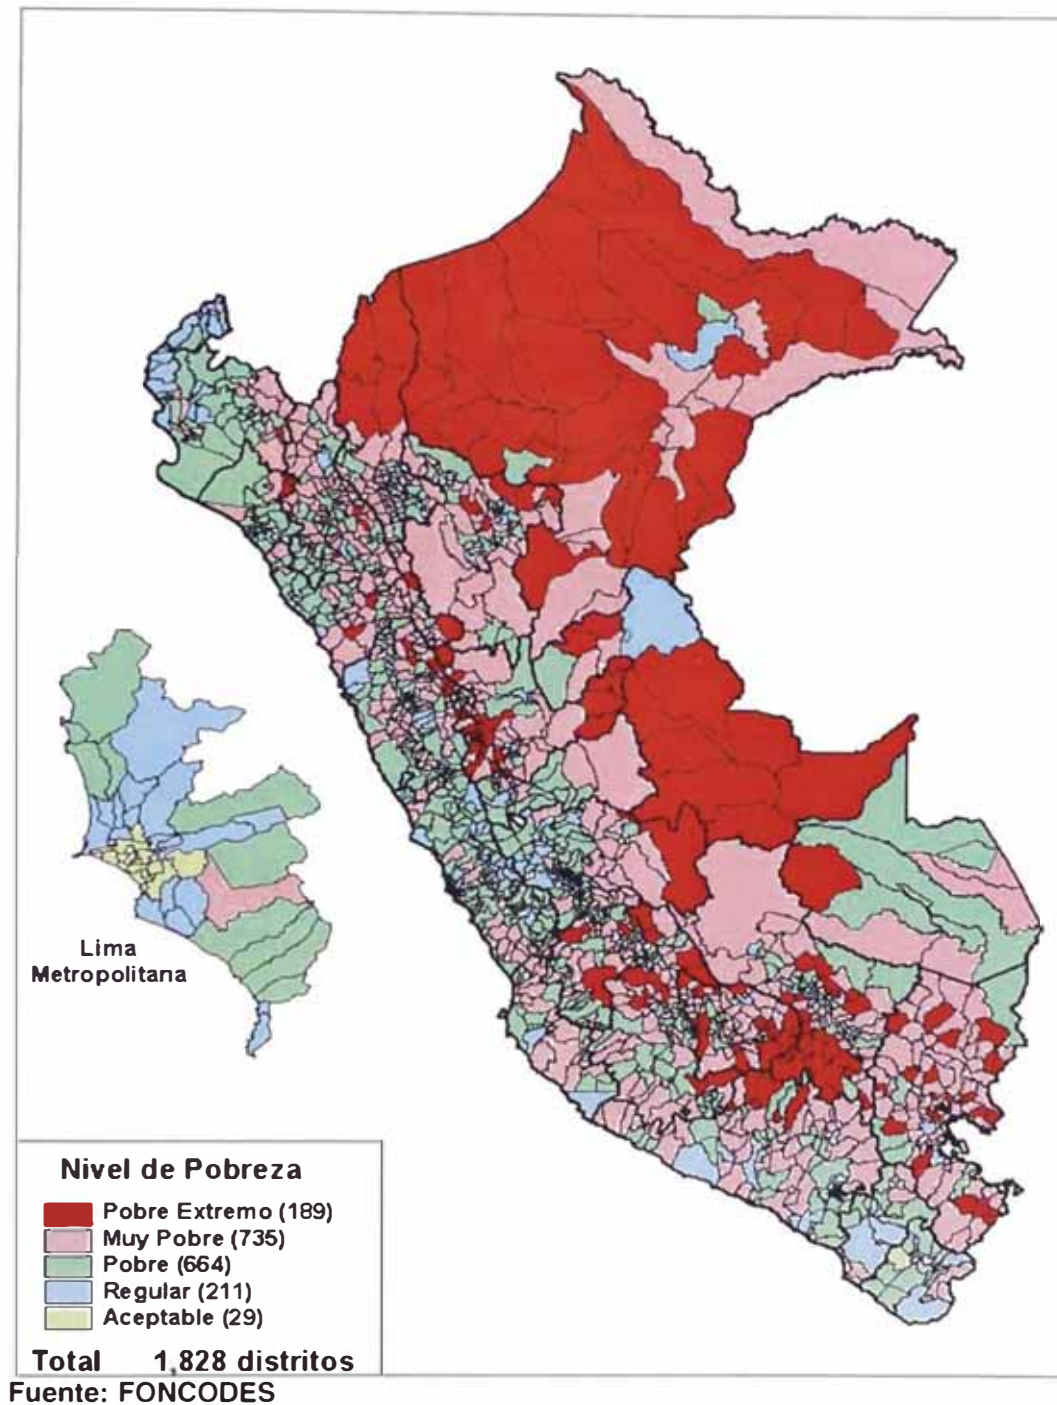 Lima
Metropolitana
Nivel de Pobreza
Pobre Extremo (189)
Muy Pobre (735)
Pobre (664)
Regular (211)
Aceptable (29)
Total 1,828 distritos
Fuente: FONCODES